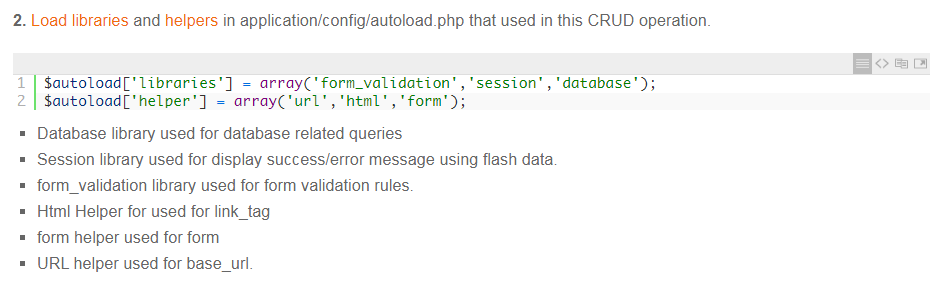 2. Load libraries and helpers in application/config/autoload.php that used in this CRUD operation.
1 $autoload['libraries'] = array('form_validation','session','database');
2 $autoload['helper'] = array('url','html','form');
▪ Database library used for database related queries
▪ Session library used for display success/error message using flash data.
▪ form_validation library used for form validation rules.
▪ Html Helper for used for link_tag
▪ form helper used for form
▪ URL helper used for base_url.